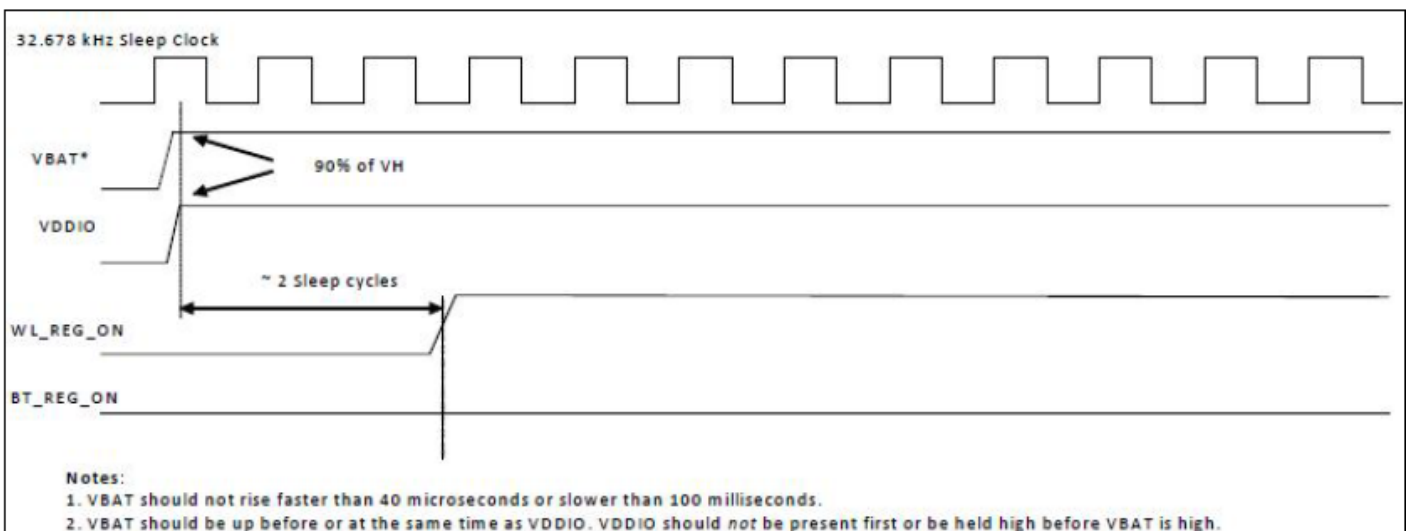 32.678 kHz Sleep Clock
VBAT*
90% of VH
VDDIO
~ 2 Sleep cycles
WL_REG_ON
BT_REG_ON
Notes:
1. VBAT should not rise faster than 40 microseconds or slower than 100 milliseconds.
2. VBAT should be up before or at the same time as VDDIO. VDDIO should not be present first or be held high before VBAT is high.